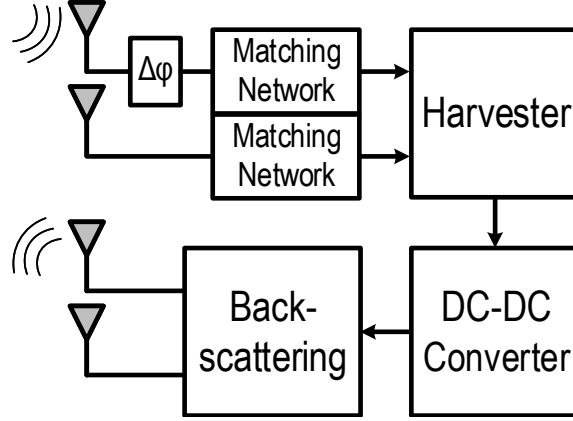 Δφ
Matching
Network
Matching
Network
Harvester
Back-
scattering
DC-DC
Converter